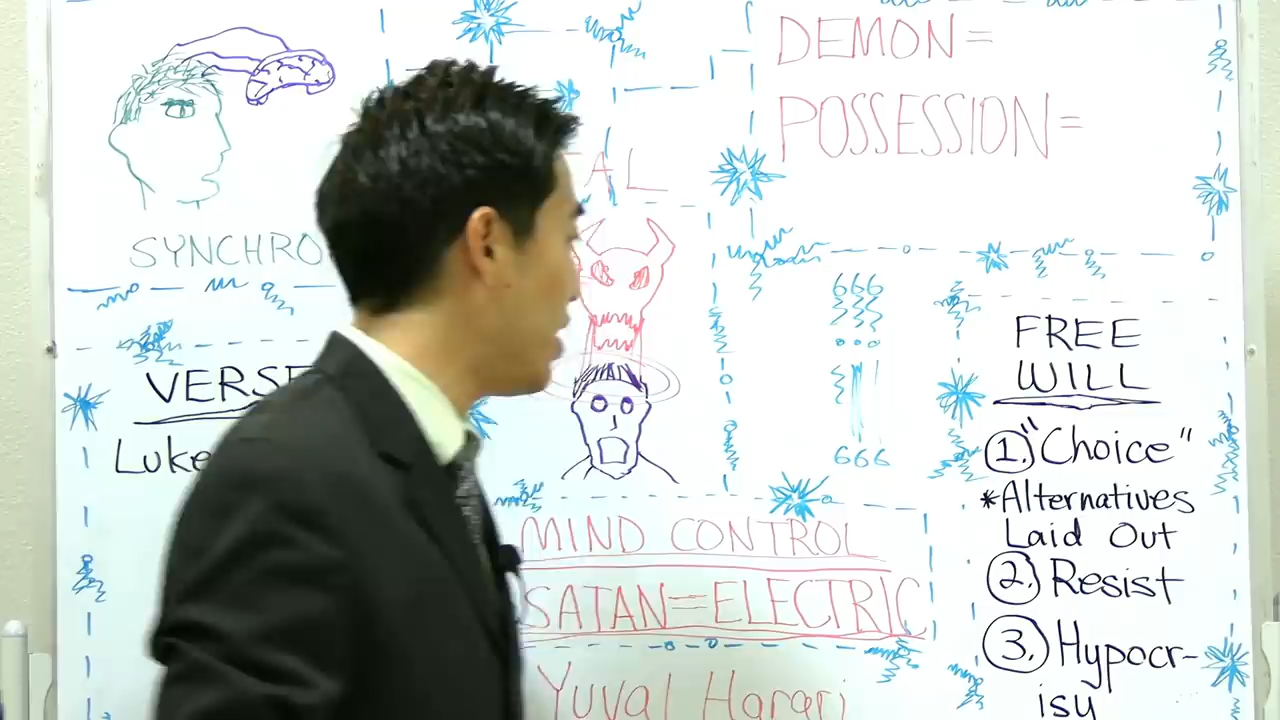 DEMON=
POSSESSION=
AL
SYNCHRO
VERSE
Luke
666
666
FREE
WILL
1. "Choice"
*Alternatives
Laid Out
2. Resist
3. Hypocr-
isy
MIND CONTROL
SATAN=ELECTRIC
Yuval Harari